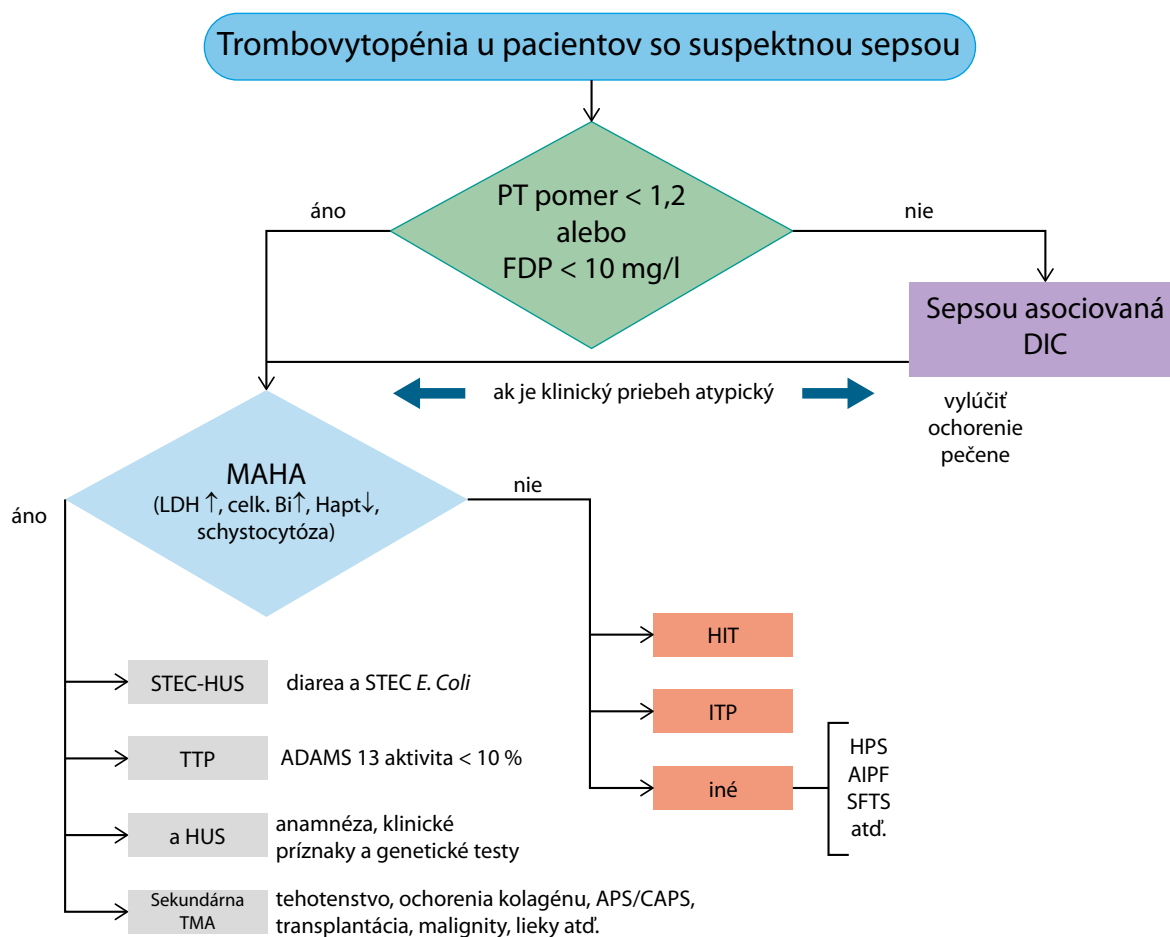 Trombovytopénia u pacientov so suspektnou sepsou
PT pomer < 1,2
alebo
FDP < 10 mg/l
áno
nie
Sepsou asociovaná
DIC
ak je klinický priebeh atypický
vylúčiť
ochorenie
pečene
MAHA
(LDH ↑, celk. Bi↑, Hapt↓,
schystocytóza)
áno
nie
HIT
ITP
iné
HPS
AIPF
SFTS
atď.
STEC-HUS
diarea a STEC E. Coli
TTP
ADAMS 13 aktivita < 10 %
a HUS
anamnéza, klinické
príznaky a genetické testy
Sekundárna
TMA
tehotenstvo, ochorenia kolagénu, APS/CAPS,
transplantácia, malignity, lieky atď.